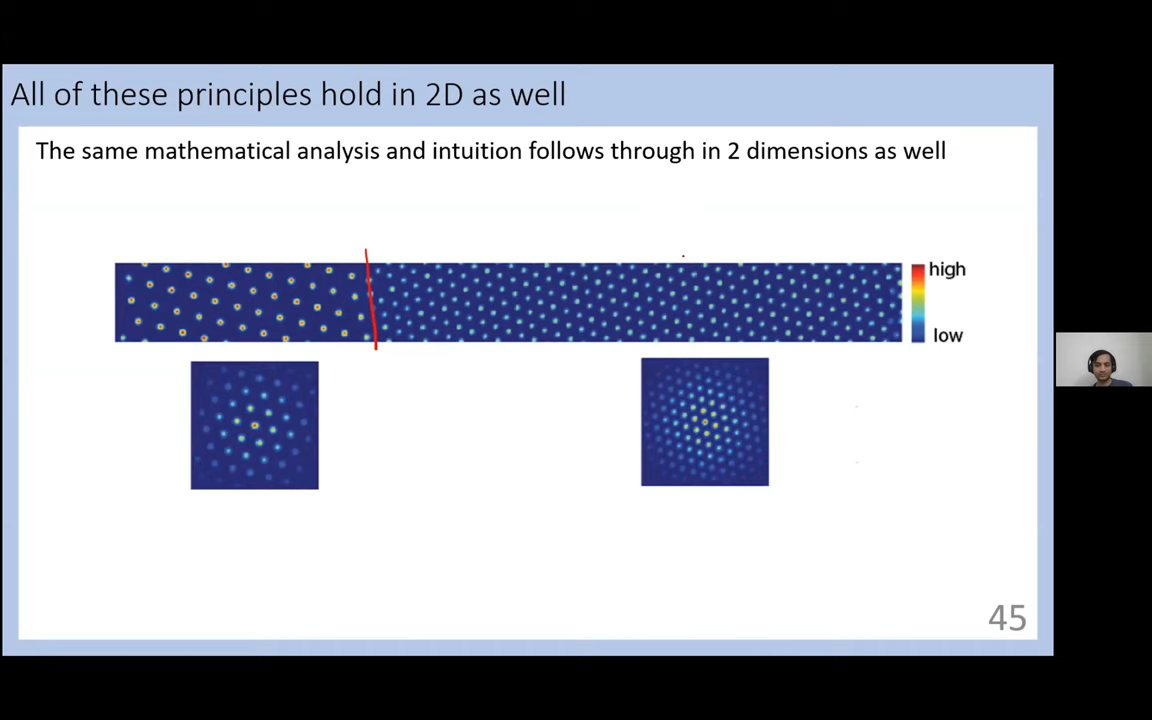 All of these principles hold in 2D as well
The same mathematical analysis and intuition follows through in 2 dimensions as well
high
low
45